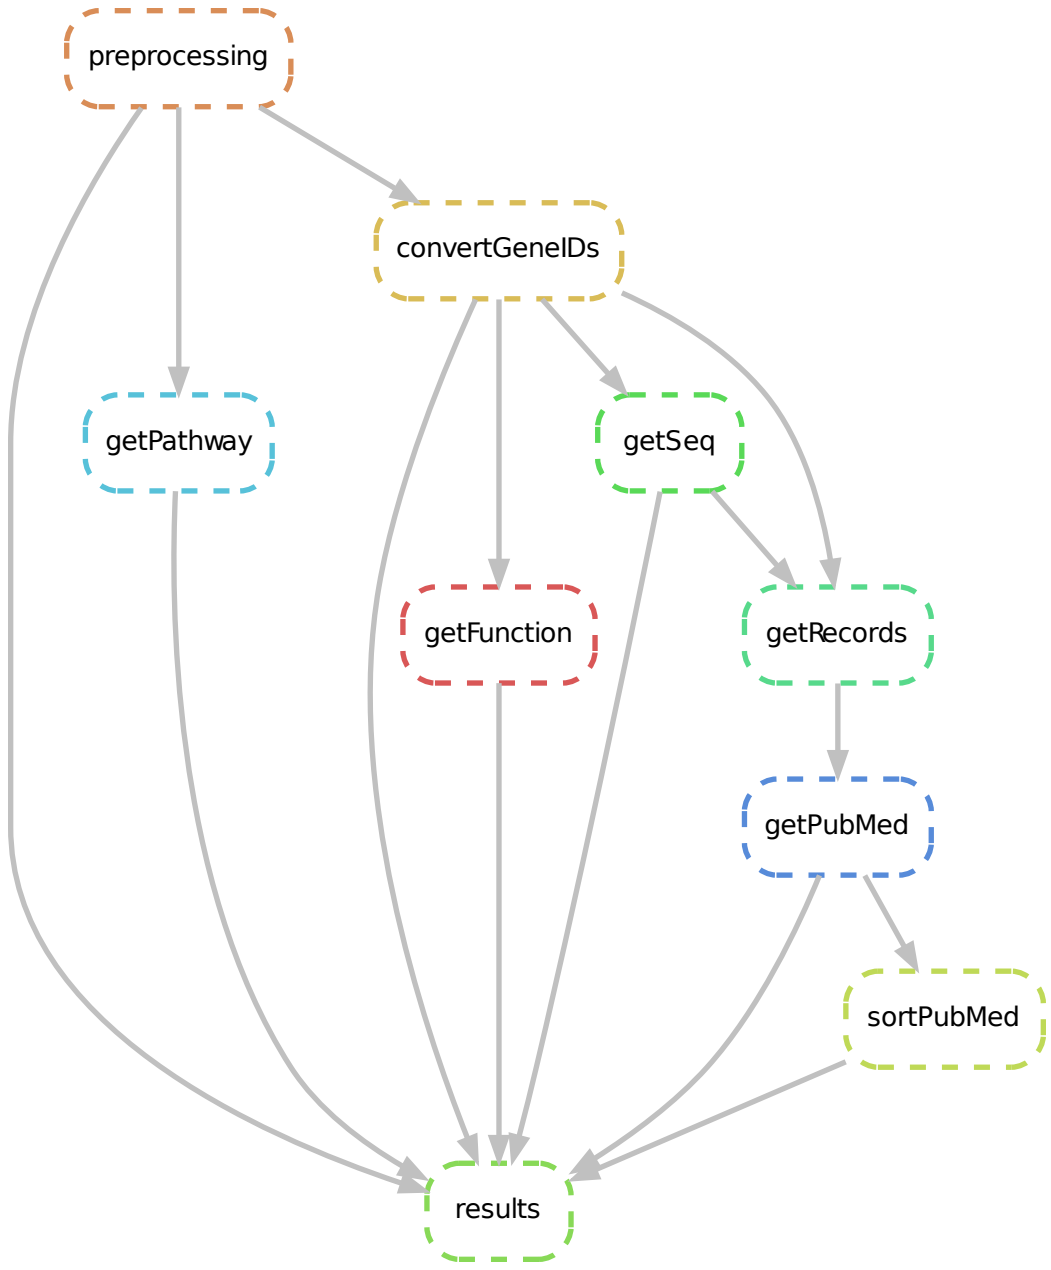 preprocessing
convertGeneIDs
getPathway
getSeq
getFunction
getRecords
getPubMed
sortPubMed
results